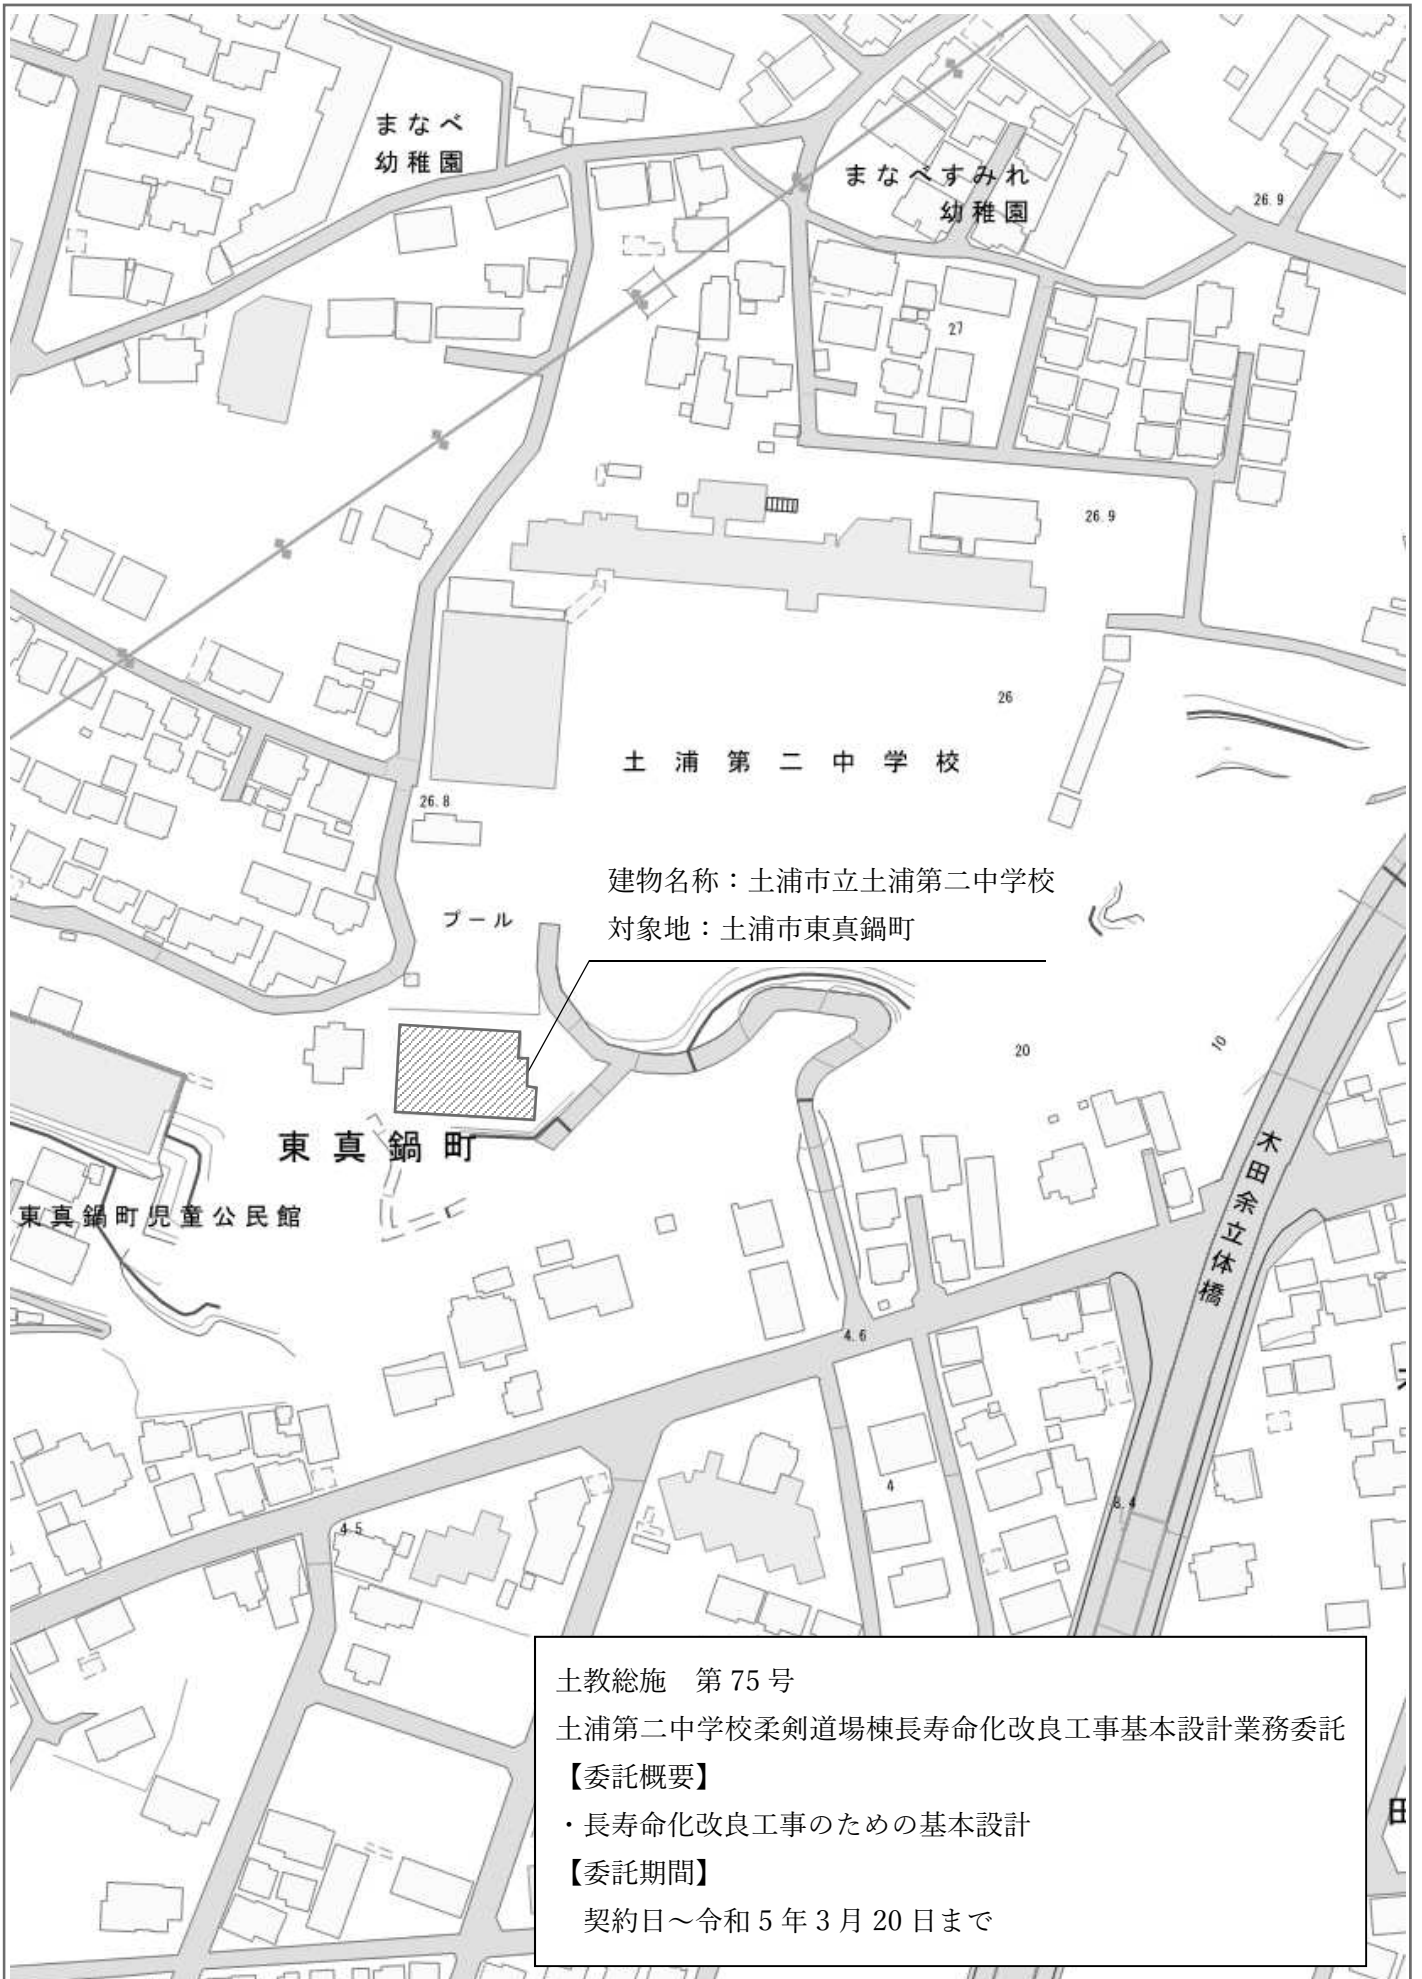 まなべ
幼稚園
まなべすみれ
幼稚園
26.9
27
26.9
26
土浦第二中学校
26.8
建物名称：土浦市立土浦第二中学校
対象地：土浦市東真鍋町
プール
20
10
東真鍋町
木田余立体橋
東真鍋町児童公民館
4.6
4
8.4
4.5
土教総施　第 75 号
土浦第二中学校柔剣道場棟長寿命化改良工事基本設計業務委託
【委託概要】
・長寿命化改良工事のための基本設計
【委託期間】
契約日～令和 5 年 3 月 20 日まで